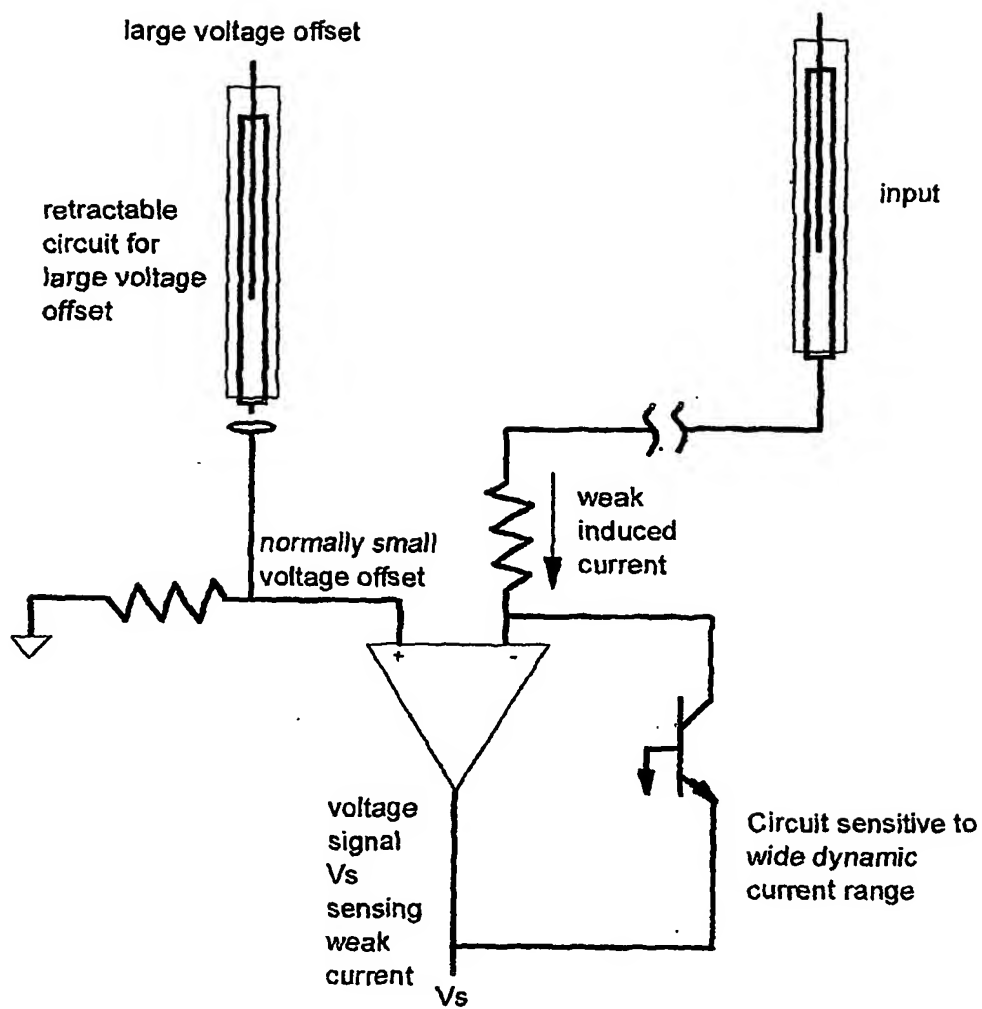 large voltage offset
retractable
circuit for
large voltage
offset
input
weak
induced
current
normally small
voltage offset
+
-
voltage
signal
Vs
sensing
weak
current
Vs
Circuit sensitive to
wide dynamic
current range